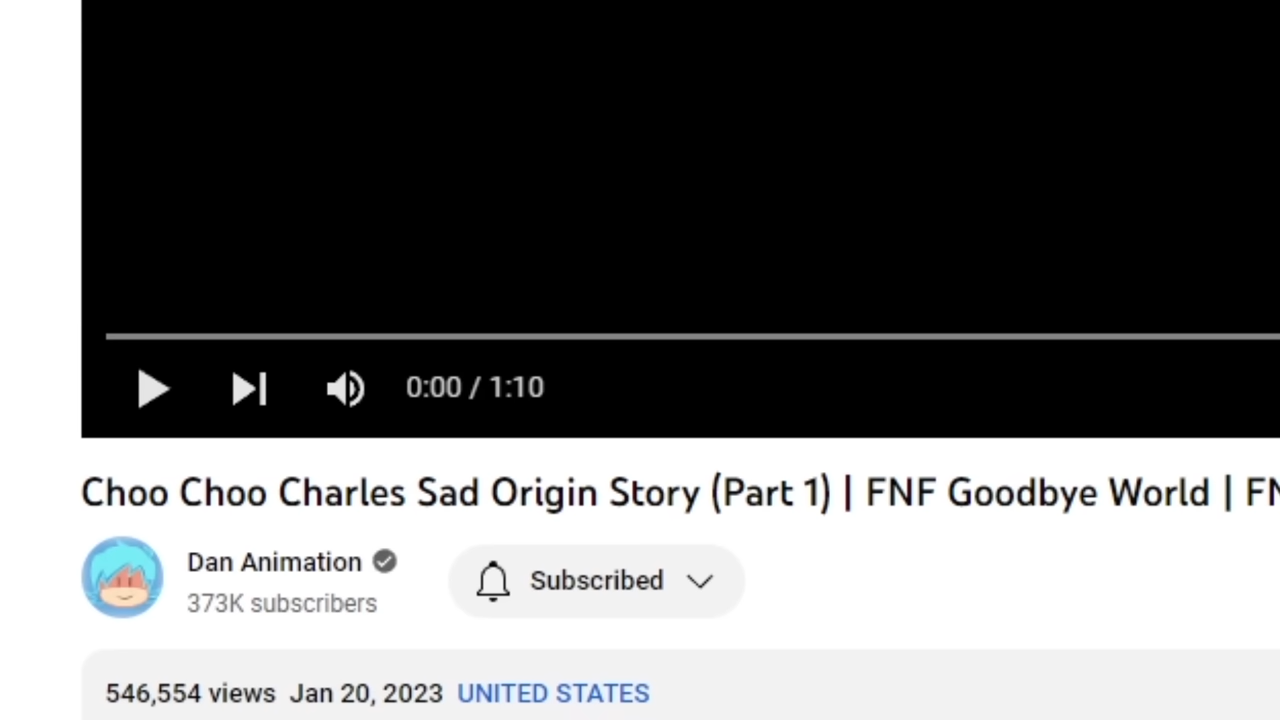 0:00 / 1:10
Choo Choo Charles Sad Origin Story (Part 1) | FNF Goodbye World | FN
Dan Animation
373K subscribers
Subscribed
546,554 views Jan 20, 2023 UNITED STATES